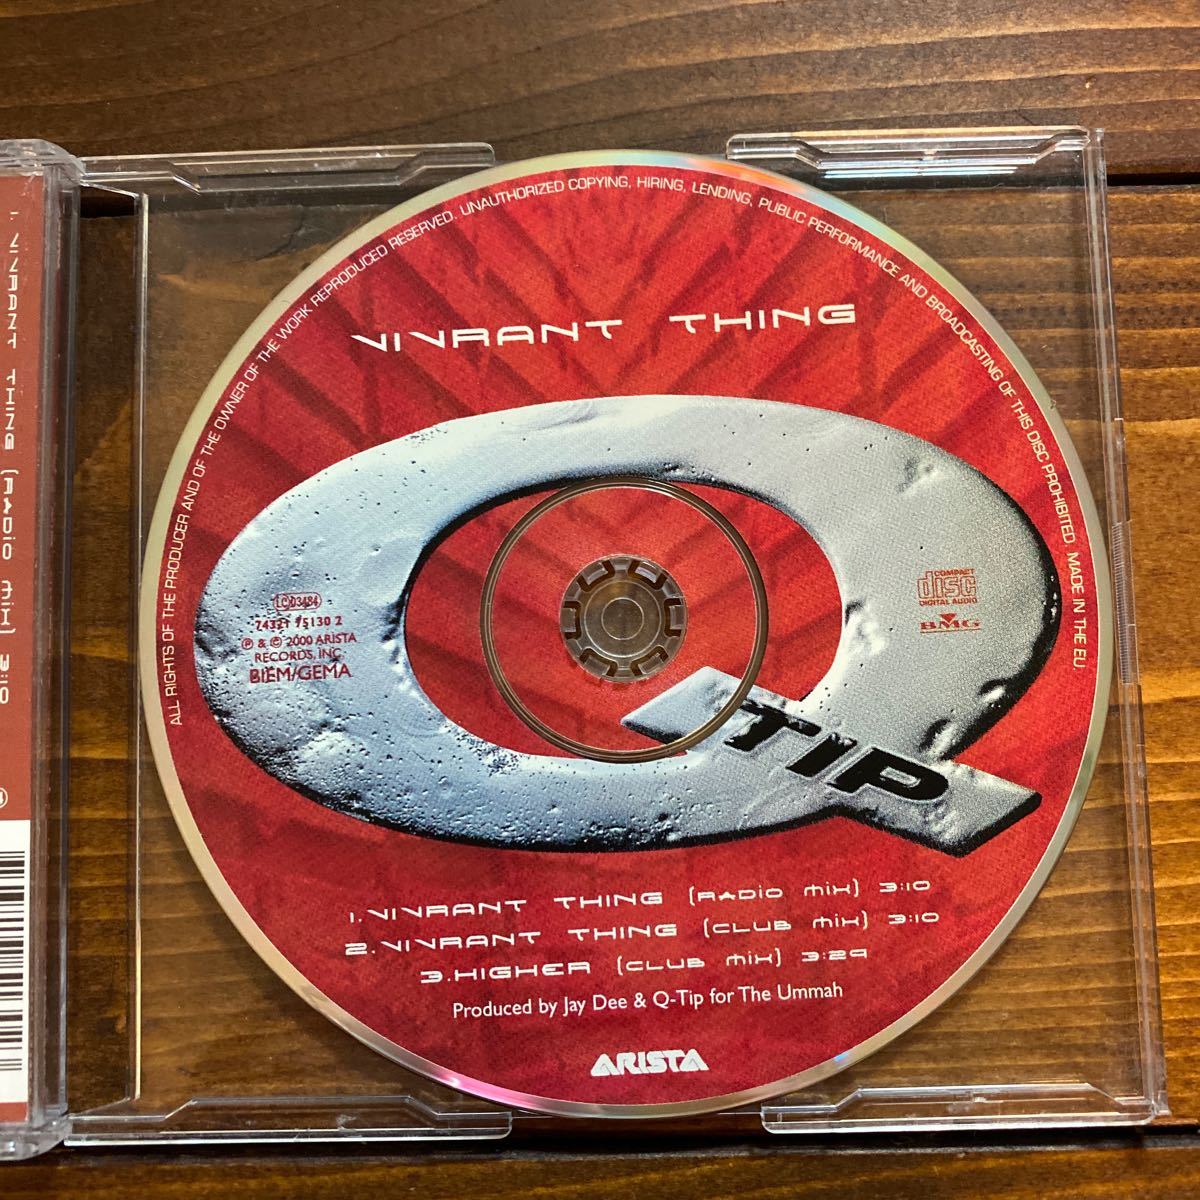 ALL RIGHTS OF THE PRODUCER AND OF THE OWNER OF THE WORK REPRODUCED RESERVED. UNAUTHORIZED COPYING, HIRING, LENDING, PUBLIC PERFORMANCE AND BROADCASTING OF THIS DISC PROHIBITED. MADE IN THE EU.
VIVRANT THING
LC 03484
74321 75130 2
℗ & © 2000 ARISTA
RECORDS, INC.
BIEM/GEMA
COMPACT
disc
DIGITAL AUDIO
BMG
TIP
1. VIVRANT THING (RADIO MIX) 3:10
2. VIVRANT THING (CLUB MIX) 3:10
3. HIGHER (CLUB MIX) 3:29
Produced by Jay Dee & Q-Tip for The Ummah
ARISTA
1. VIVRANT THING (RADIO MIX) 3:10